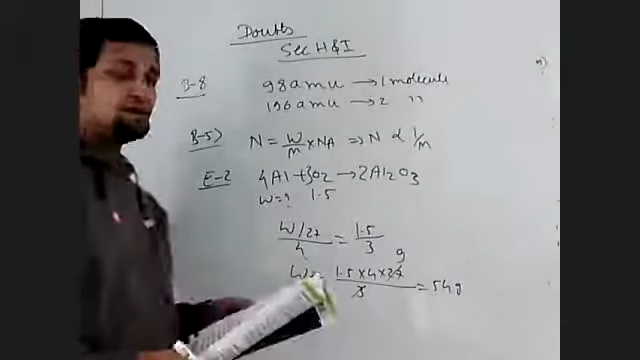 Doubts
Sec H & I
B-8 98 amu → 1 molecule
196 amu → 2 〃
B-5) N = W/M × NA ⇒ N ∝ 1/M
E-2 4Al + 3O2 → 2Al2O3
W=? 1.5
W/27/4 = 1.5/3
9
W = 1.5×4×27/3 = 54g